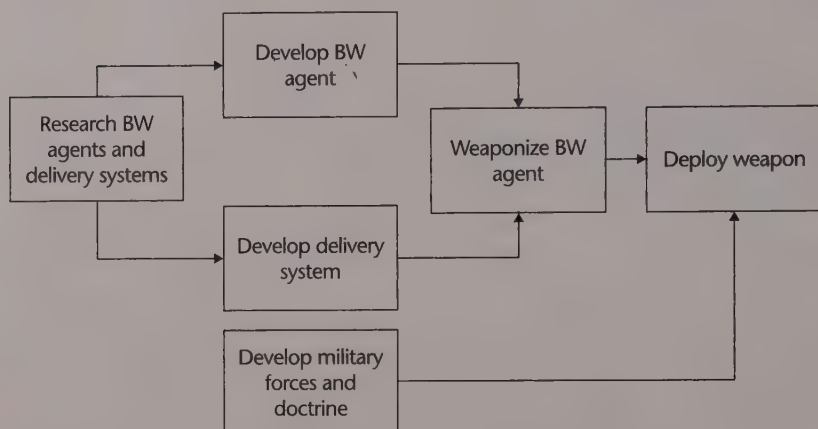 Develop BW
agent
Research BW
agents and
delivery systems
Weaponize BW
agent
Deploy weapon
Develop delivery
system
Develop military
forces and
doctrine